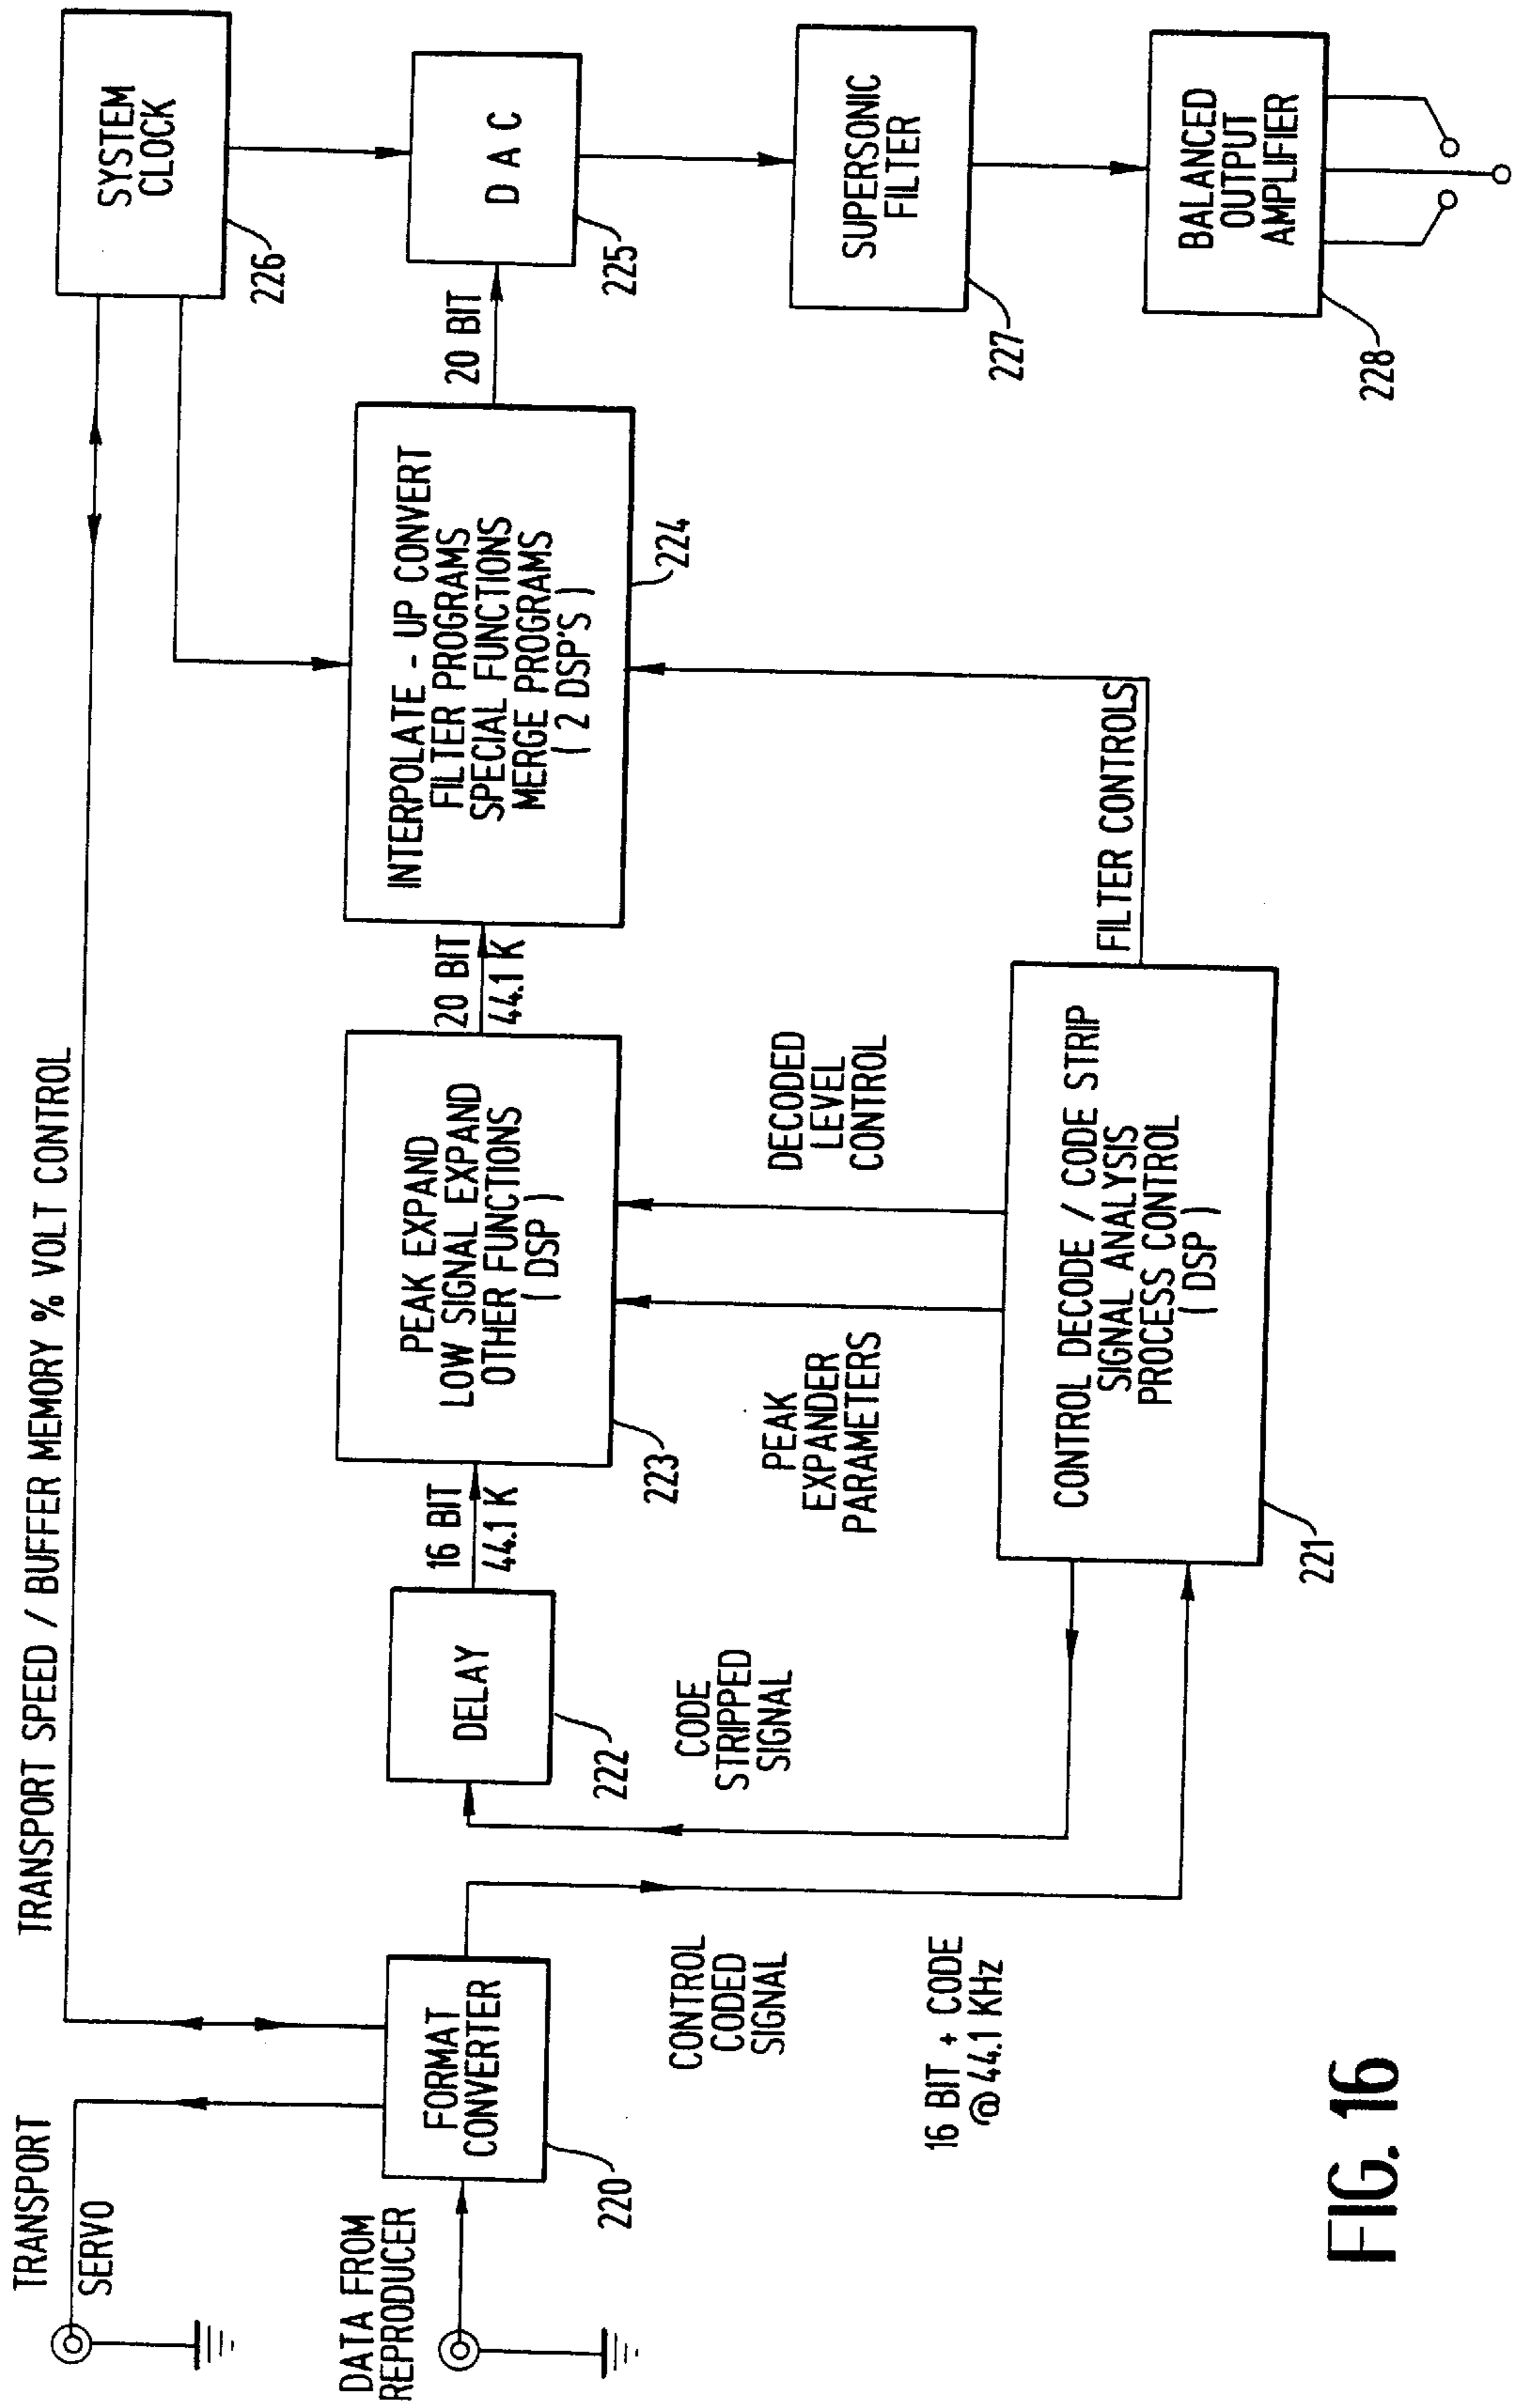 TRANSPORT
SERVO
TRANSPORT SPEED / BUFFER MEMORY % VOLT CONTROL
SYSTEM
CLOCK
226
DATA FROM
REPRODUCER
FORMAT
CONVERTER
220
DELAY
222
16 BIT
44.1 K
PEAK EXPAND
LOW SIGNAL EXPAND
OTHER FUNCTIONS
( DSP )
223
20 BIT
44.1 K
INTERPOLATE - UP CONVERT
FILTER PROGRAMS
SPECIAL FUNCTIONS
MERGE PROGRAMS
( 2 DSP'S )
224
20 BIT
D A C
225
CONTROL
CODED
SIGNAL
CODE
STRIPPED
SIGNAL
PEAK
EXPANDER
PARAMETERS
DECODED
LEVEL
CONTROL
SUPERSONIC
FILTER
227
16 BIT + CODE
@ 44.1 KHz
CONTROL DECODE / CODE STRIP
SIGNAL ANALYSIS
PROCESS CONTROL
( DSP )
221
FILTER CONTROLS
BALANCED
OUTPUT
AMPLIFIER
228
FIG. 16